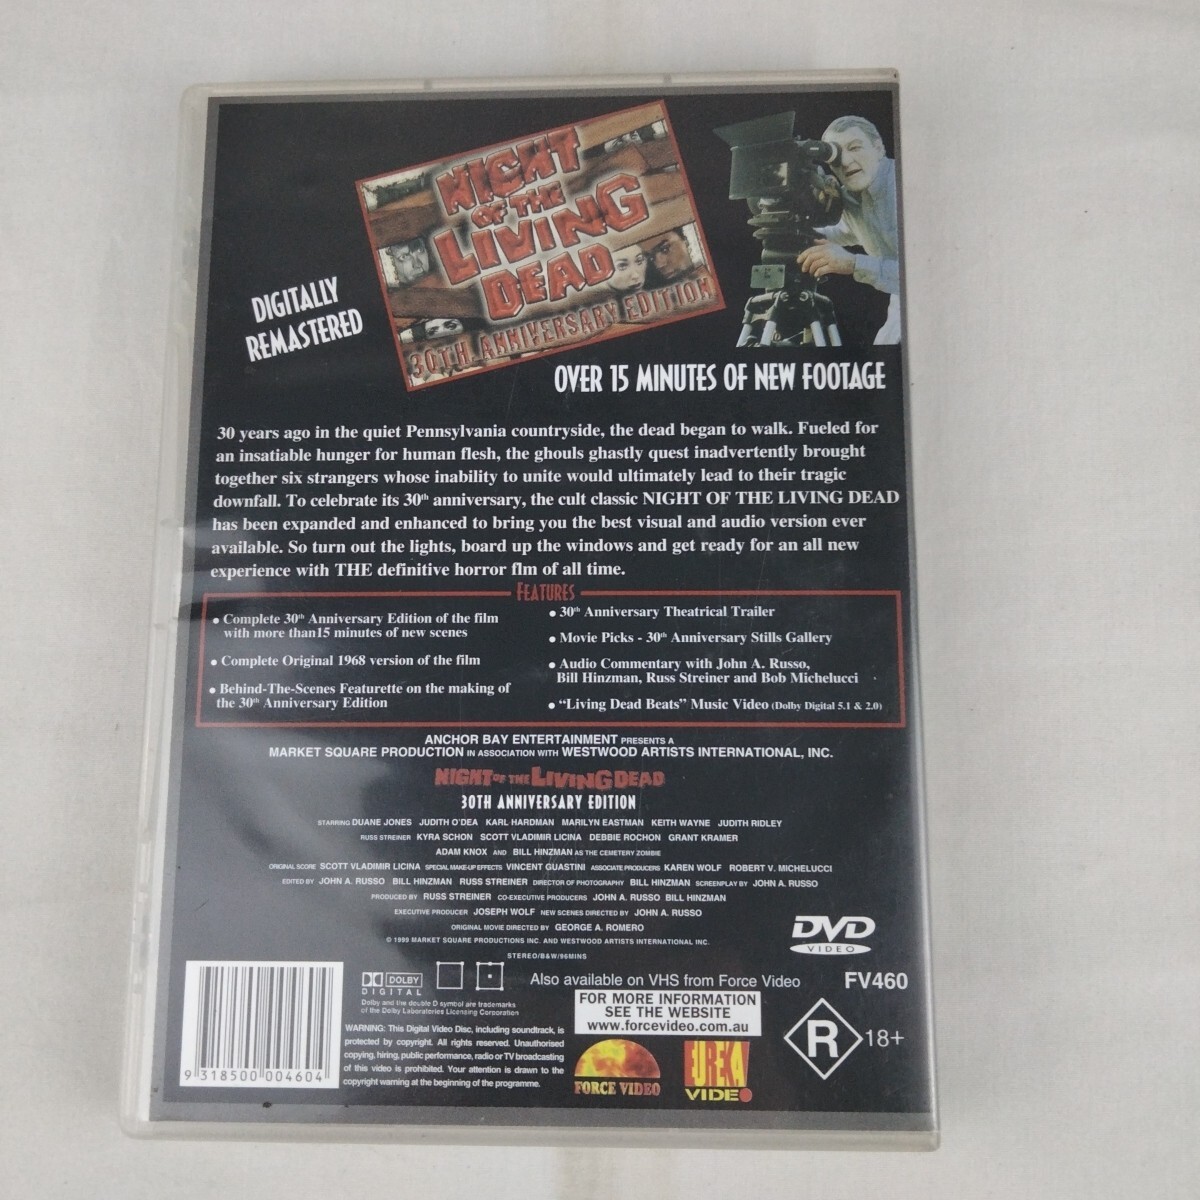 NIGHT
OF THE
LIVING
DEAD
30TH ANNIVERSARY EDITION
DIGITALLY
REMASTERED
OVER 15 MINUTES OF NEW FOOTAGE
30 years ago in the quiet Pennsylvania countryside, the dead began to walk. Fueled for
an insatiable hunger for human flesh, the ghouls ghastly quest inadvertently brought
together six strangers whose inability to unite would ultimately lead to their tragic
downfall. To celebrate its 30th anniversary, the cult classic NIGHT OF THE LIVING DEAD
has been expanded and enhanced to bring you the best visual and audio version ever
available. So turn out the lights, board up the windows and get ready for an all new
experience with THE definitive horror flm of all time.
FEATURES
• Complete 30th Anniversary Edition of the film
with more than15 minutes of new scenes
• Complete Original 1968 version of the film
• Behind-The-Scenes Featurette on the making of
the 30th Anniversary Edition
• 30th Anniversary Theatrical Trailer
• Movie Picks - 30th Anniversary Stills Gallery
• Audio Commentary with John A. Russo,
Bill Hinzman, Russ Streiner and Bob Michelucci
• “Living Dead Beats” Music Video (Dolby Digital 5.1 & 2.0)
ANCHOR BAY ENTERTAINMENT PRESENTS A
MARKET SQUARE PRODUCTION IN ASSOCIATION WITH WESTWOOD ARTISTS INTERNATIONAL, INC.
NIGHT OF THE LIVING DEAD
30TH ANNIVERSARY EDITION
STARRING DUANE JONES JUDITH O'DEA KARL HARDMAN MARILYN EASTMAN KEITH WAYNE JUDITH RIDLEY
RUSS STREINER KYRA SCHON SCOTT VLADIMIR LICINA DEBBIE ROCHON GRANT KRAMER
ADAM KNOX AND BILL HINZMAN AS THE CEMETERY ZOMBIE
ORIGINAL SCORE SCOTT VLADIMIR LICINA SPECIAL MAKE-UP EFFECTS VINCENT GUASTINI ASSOCIATE PRODUCERS KAREN WOLF ROBERT V. MICHELUCCI
EDITED BY JOHN A. RUSSO BILL HINZMAN RUSS STREINER DIRECTOR OF PHOTOGRAPHY BILL HINZMAN SCREENPLAY BY JOHN A. RUSSO
PRODUCED BY RUSS STREINER CO-EXECUTIVE PRODUCERS JOHN A. RUSSO BILL HINZMAN
EXECUTIVE PRODUCER JOSEPH WOLF NEW SCENES DIRECTED BY JOHN A. RUSSO
ORIGINAL MOVIE DIRECTED BY GEORGE A. ROMERO
© 1999 MARKET SQUARE PRODUCTIONS INC. AND WESTWOOD ARTISTS INTERNATIONAL INC.
STEREO/B&W/96MINS
DVD
VIDEO
DOLBY
DIGITAL
Dolby and the double D symbol are trademarks
of the Dolby Laboratories Licensing Corporation
Also available on VHS from Force Video
FV460
FOR MORE INFORMATION
SEE THE WEBSITE
www.forcevideo.com.au
WARNING: This Digital Video Disc, including soundtrack, is
protected by copyright. All rights reserved. Unauthorised
copying, hiring, public performance, radio or TV broadcasting
of this video is prohibited. Your attention is drawn to the
copyright warning at the beginning of the programme.
9 318500 004604
FORCE VIDEO
EUREKA
VIDEO
R
18+